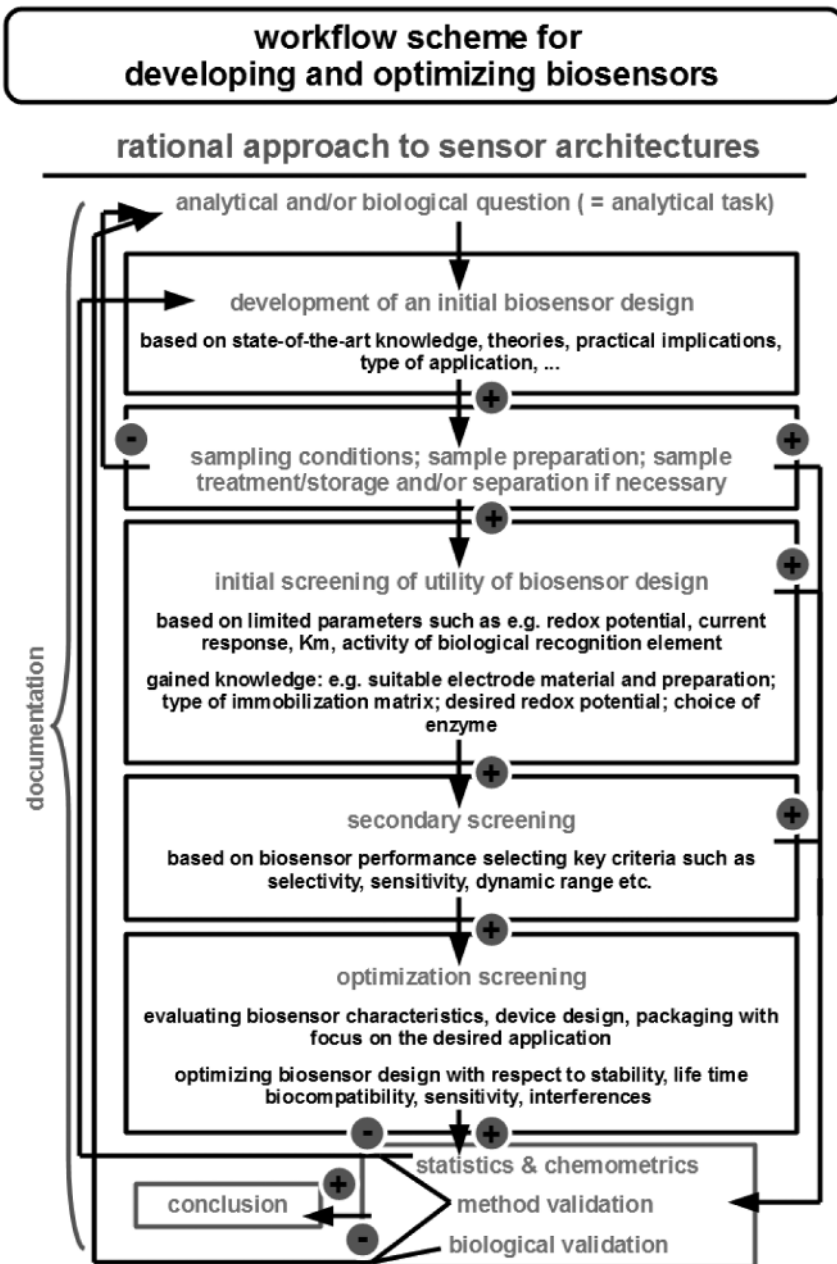 workflow scheme for
developing and optimizing biosensors
rational approach to sensor architectures
analytical and/or biological question ( = analytical task)
development of an initial biosensor design
based on state-of-the-art knowledge, theories, practical implications,
type of application, ...
+
-
+
sampling conditions; sample preparation; sample
treatment/storage and/or separation if necessary
+
initial screening of utility of biosensor design
+
based on limited parameters such as e.g. redox potential, current
response, Km, activity of biological recognition element
gained knowledge: e.g. suitable electrode material and preparation;
type of immobilization matrix; desired redox potential; choice of
enzyme
documentation
+
secondary screening
+
based on biosensor performance selecting key criteria such as
selectivity, sensitivity, dynamic range etc.
+
optimization screening
evaluating biosensor characteristics, device design, packaging with
focus on the desired application
optimizing biosensor design with respect to stability, life time
biocompatibility, sensitivity, interferences
-
+
statistics & chemometrics
+
conclusion
method validation
-
biological validation